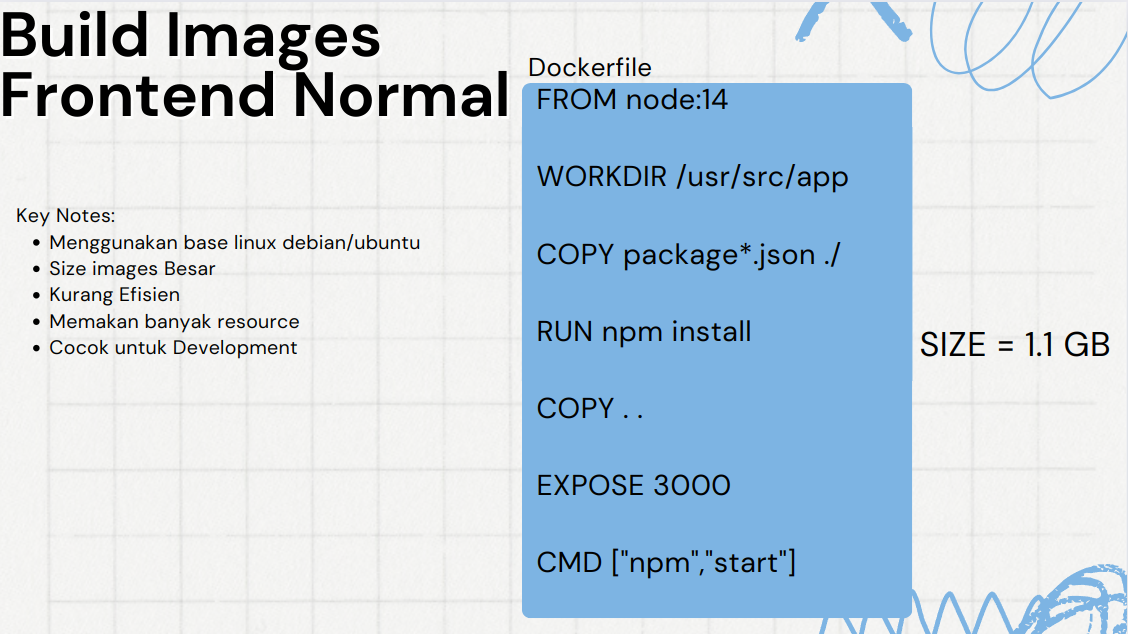 Build Images
Frontend Normal
Key Notes:
• Menggunakan base linux debian/ubuntu
• Size images Besar
• Kurang Efisien
• Memakan banyak resource
• Cocok untuk Development
Dockerfile
FROM node:14
WORKDIR /usr/src/app
COPY package*.json ./
RUN npm install
COPY . .
EXPOSE 3000
CMD ["npm","start"]
SIZE = 1.1 GB